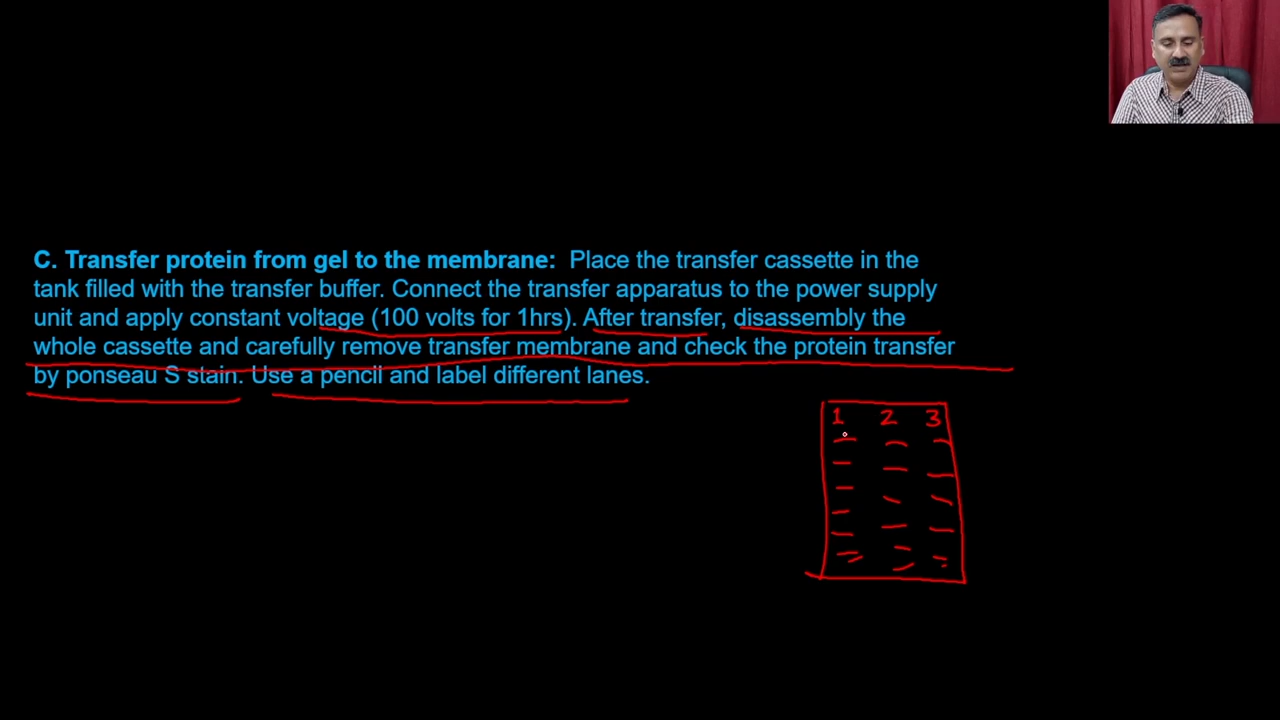 C. Transfer protein from gel to the membrane: Place the transfer cassette in the
tank filled with the transfer buffer. Connect the transfer apparatus to the power supply
unit and apply constant voltage (100 volts for 1hrs). After transfer, disassembly the
whole cassette and carefully remove transfer membrane and check the protein transfer
by ponseau S stain. Use a pencil and label different lanes.
1 2 3